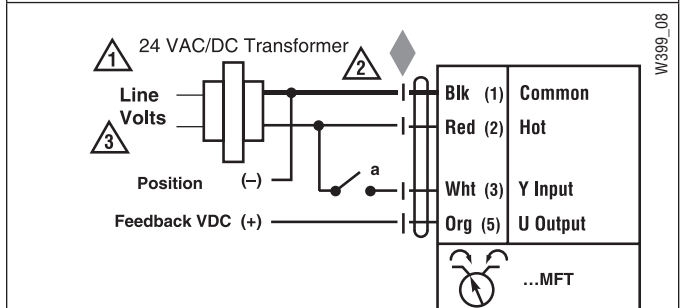 W399_08
1 24 VAC/DC Transformer
2
Line
Volts
3
Blk (1) Common
Red (2) Hot
a
Position (–)
Wht (3) Y Input
Feedback VDC (+)
Org (5) U Output
...MFT